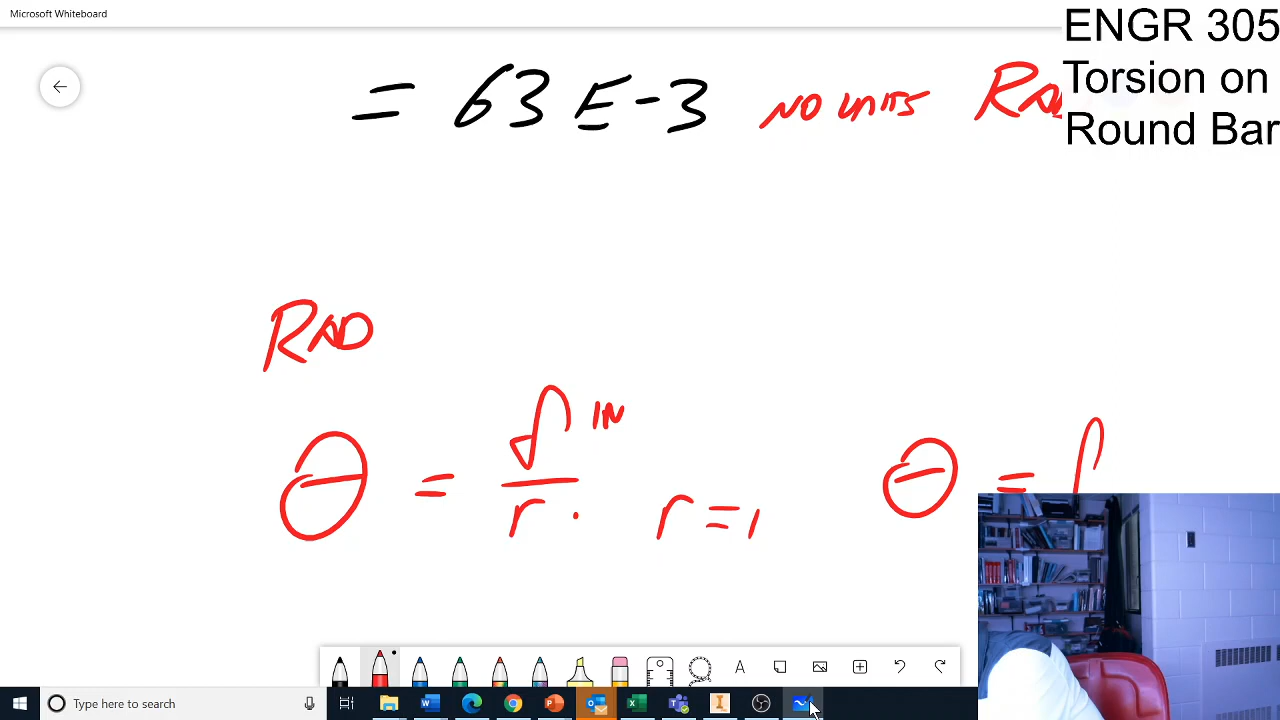 Microsoft Whiteboard
ENGR 305
Torsion on
Round Bar
= 63 E-3 NO UNITS RAD
RAD
θ = f IN / r . r = 1
θ = f
Type here to search